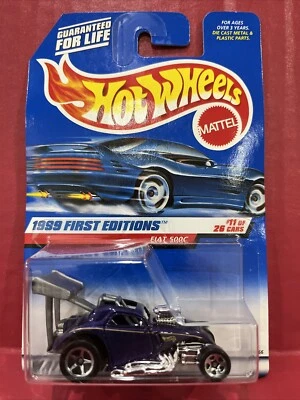 GUARANTEED
FOR LIFE
FOR AGES
OVER 3 YEARS.
DIE CAST METAL &
PLASTIC PARTS.
HOT WHEELS
MATTEL
1999 FIRST EDITIONS™
#11 OF
26 CARS
FIAT 500C